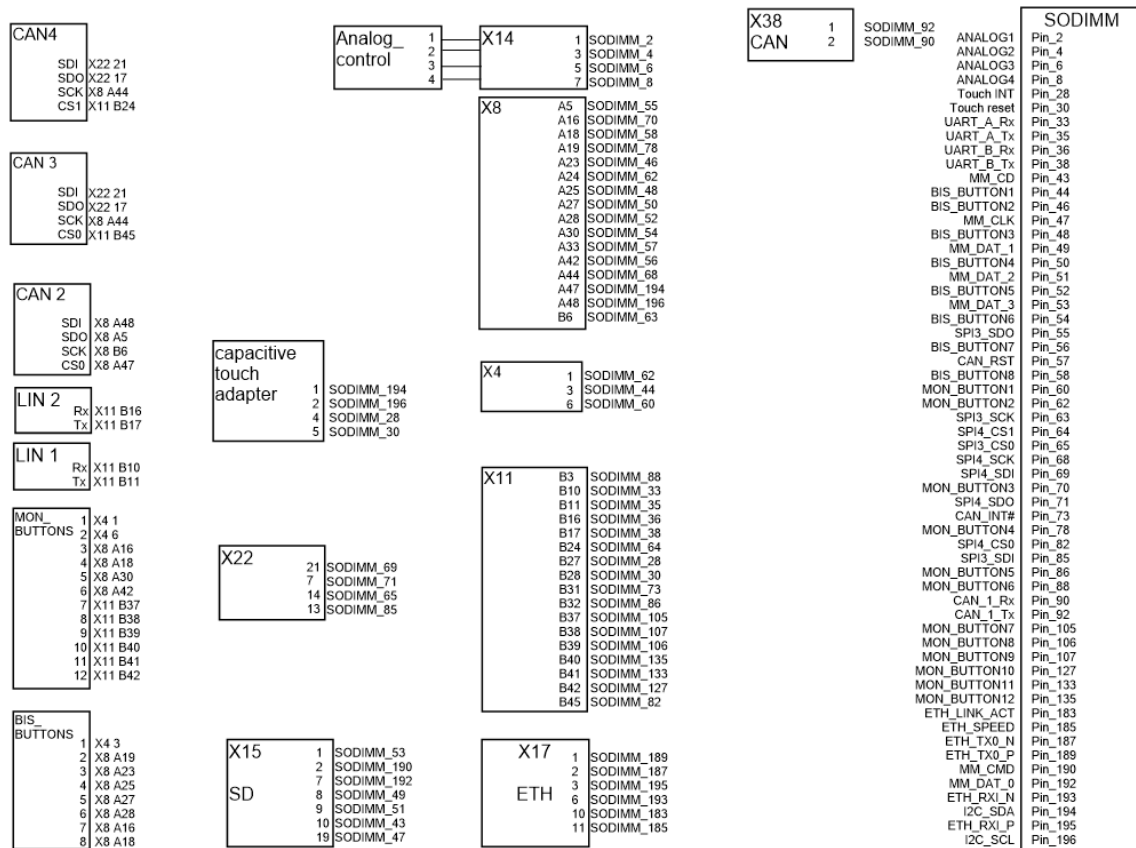 CAN4
SDI X22 21
SDO X22 17
SCK X8 A44
CS1 X11 B24
CAN 3
SDI X22 21
SDO X22 17
SCK X8 A44
CS0 X11 B45
CAN 2
SDI X8 A48
SDO X8 A5
SCK X8 B6
CS0 X8 A47
LIN 2
Rx X11 B16
Tx X11 B17
LIN 1
Rx X11 B10
Tx X11 B11
MON_
BUTTONS
1 X4 1
2 X4 6
3 X8 A16
4 X8 A18
5 X8 A30
6 X8 A42
7 X11 B37
8 X11 B38
9 X11 B39
10 X11 B40
11 X11 B41
12 X11 B42
BIS_
BUTTONS
1 X4 3
2 X8 A19
3 X8 A23
4 X8 A25
5 X8 A27
6 X8 A28
7 X8 A16
8 X8 A18
capacitive
touch
adapter
1 SODIMM_194
2 SODIMM_196
4 SODIMM_28
5 SODIMM_30
X22
21 SODIMM_69
7 SODIMM_71
14 SODIMM_65
13 SODIMM_85
X15
SD
1 SODIMM_53
2 SODIMM_190
7 SODIMM_192
8 SODIMM_49
9 SODIMM_51
10 SODIMM_43
19 SODIMM_47
Analog_
control
1
2
3
4
X14
1 SODIMM_2
3 SODIMM_4
5 SODIMM_6
7 SODIMM_8
X8
A5 SODIMM_55
A16 SODIMM_70
A18 SODIMM_58
A19 SODIMM_78
A23 SODIMM_46
A24 SODIMM_62
A25 SODIMM_48
A27 SODIMM_50
A28 SODIMM_52
A30 SODIMM_54
A33 SODIMM_57
A42 SODIMM_56
A44 SODIMM_68
A47 SODIMM_194
A48 SODIMM_196
B6 SODIMM_63
X4
1 SODIMM_62
3 SODIMM_44
6 SODIMM_60
X11
B3 SODIMM_88
B10 SODIMM_33
B11 SODIMM_35
B16 SODIMM_36
B17 SODIMM_38
B24 SODIMM_64
B27 SODIMM_28
B28 SODIMM_30
B31 SODIMM_73
B32 SODIMM_86
B37 SODIMM_105
B38 SODIMM_107
B39 SODIMM_106
B40 SODIMM_135
B41 SODIMM_133
B42 SODIMM_127
B45 SODIMM_82
X17
ETH
1 SODIMM_189
2 SODIMM_187
3 SODIMM_195
6 SODIMM_193
10 SODIMM_183
11 SODIMM_185
X38
CAN
1 SODIMM_92
2 SODIMM_90
SODIMM
ANALOG1 Pin_2
ANALOG2 Pin_4
ANALOG3 Pin_6
ANALOG4 Pin_8
Touch INT Pin_28
Touch reset Pin_30
UART_A_Rx Pin_33
UART_A_Tx Pin_35
UART_B_Rx Pin_36
UART_B_Tx Pin_38
MM_CD Pin_43
BIS_BUTTON1 Pin_44
BIS_BUTTON2 Pin_46
MM_CLK Pin_47
BIS_BUTTON3 Pin_48
MM_DAT_1 Pin_49
BIS_BUTTON4 Pin_50
MM_DAT_2 Pin_51
BIS_BUTTON5 Pin_52
MM_DAT_3 Pin_53
BIS_BUTTON6 Pin_54
SPI3_SDO Pin_55
BIS_BUTTON7 Pin_56
CAN_RST Pin_57
BIS_BUTTON8 Pin_58
MON_BUTTON1 Pin_60
MON_BUTTON2 Pin_62
SPI3_SCK Pin_63
SPI4_CS1 Pin_64
SPI3_CS0 Pin_65
SPI4_SCK Pin_68
SPI4_SDI Pin_69
MON_BUTTON3 Pin_70
SPI4_SDO Pin_71
CAN_INT# Pin_73
MON_BUTTON4 Pin_78
SPI4_CS0 Pin_82
SPI3_SDI Pin_85
MON_BUTTON5 Pin_86
MON_BUTTON6 Pin_88
CAN_1_Rx Pin_90
CAN_1_Tx Pin_92
MON_BUTTON7 Pin_105
MON_BUTTON8 Pin_106
MON_BUTTON9 Pin_107
MON_BUTTON10 Pin_127
MON_BUTTON11 Pin_133
MON_BUTTON12 Pin_135
ETH_LINK_ACT Pin_183
ETH_SPEED Pin_185
ETH_TX0_N Pin_187
ETH_TX0_P Pin_189
MM_CMD Pin_190
MM_DAT_0 Pin_192
ETH_RXI_N Pin_193
I2C_SDA Pin_194
ETH_RXI_P Pin_195
I2C_SCL Pin_196